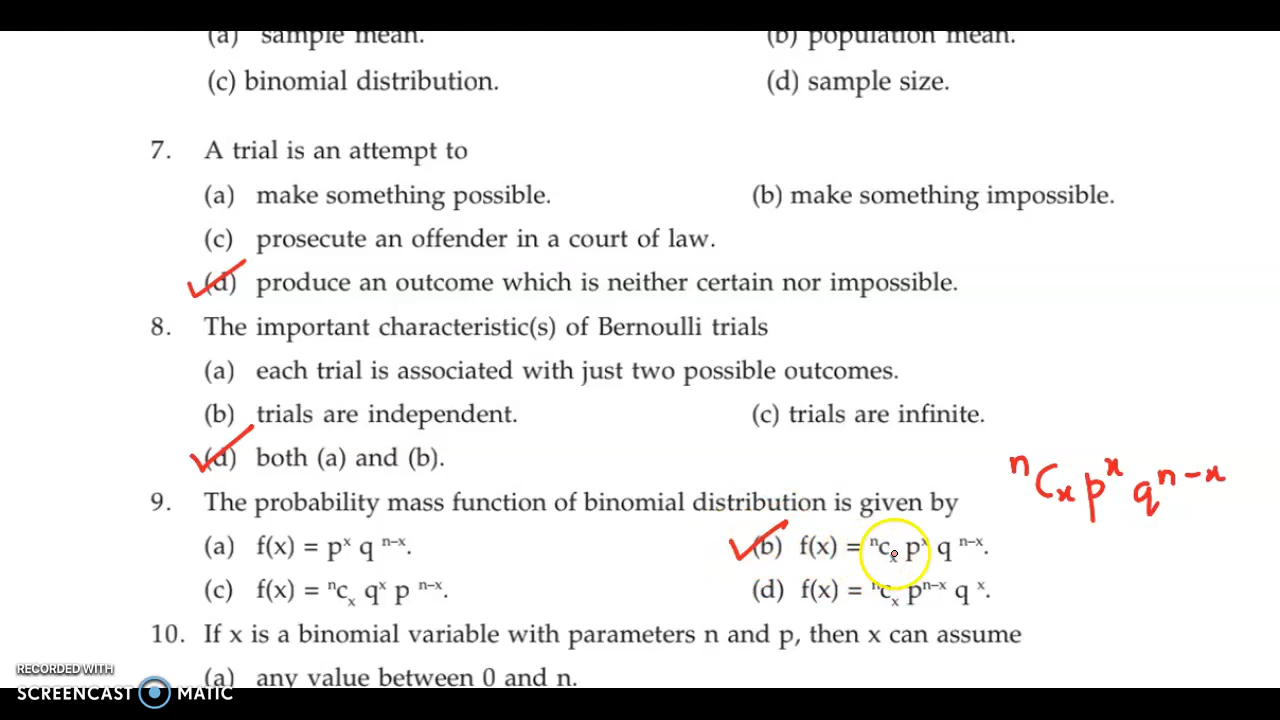 (a) sample mean. (b) population mean.
(c) binomial distribution. (d) sample size.
7. A trial is an attempt to
(a) make something possible. (b) make something impossible.
(c) prosecute an offender in a court of law.
(d) produce an outcome which is neither certain nor impossible.
8. The important characteristic(s) of Bernoulli trials
(a) each trial is associated with just two possible outcomes.
(b) trials are independent. (c) trials are infinite.
(d) both (a) and (b).
ⁿCₓ pˣ qⁿ⁻ˣ
9. The probability mass function of binomial distribution is given by
(a) f(x) = pˣ q ⁿ⁻ˣ. (b) f(x) = ⁿcₓ pˣ q ⁿ⁻ˣ.
(c) f(x) = ⁿcₓ qˣ p ⁿ⁻ˣ. (d) f(x) = ⁿcₓ pⁿ⁻ˣ q ˣ.
10. If x is a binomial variable with parameters n and p, then x can assume
(a) any value between 0 and n.
RECORDED WITH
SCREENCAST MATIC